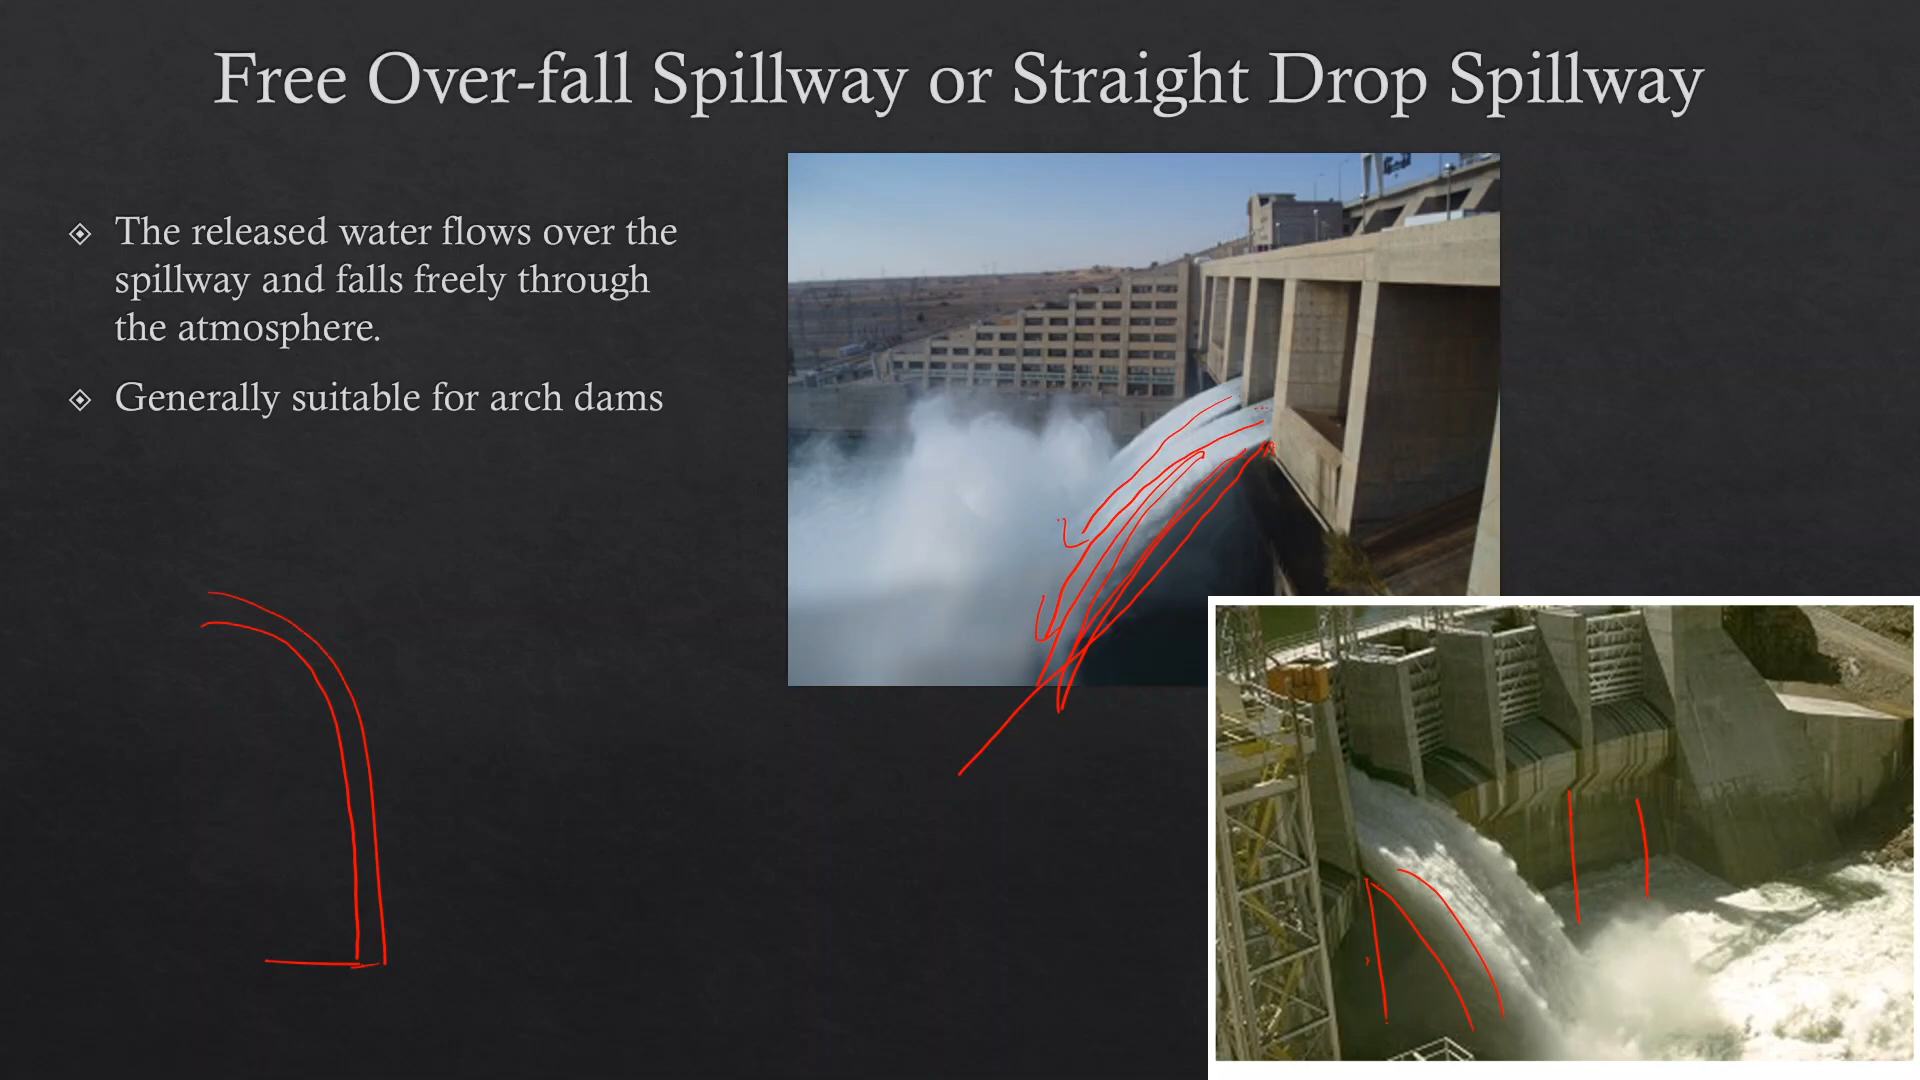 Free Over-fall Spillway or Straight Drop Spillway
The released water flows over the
spillway and falls freely through
the atmosphere.
Generally suitable for arch dams